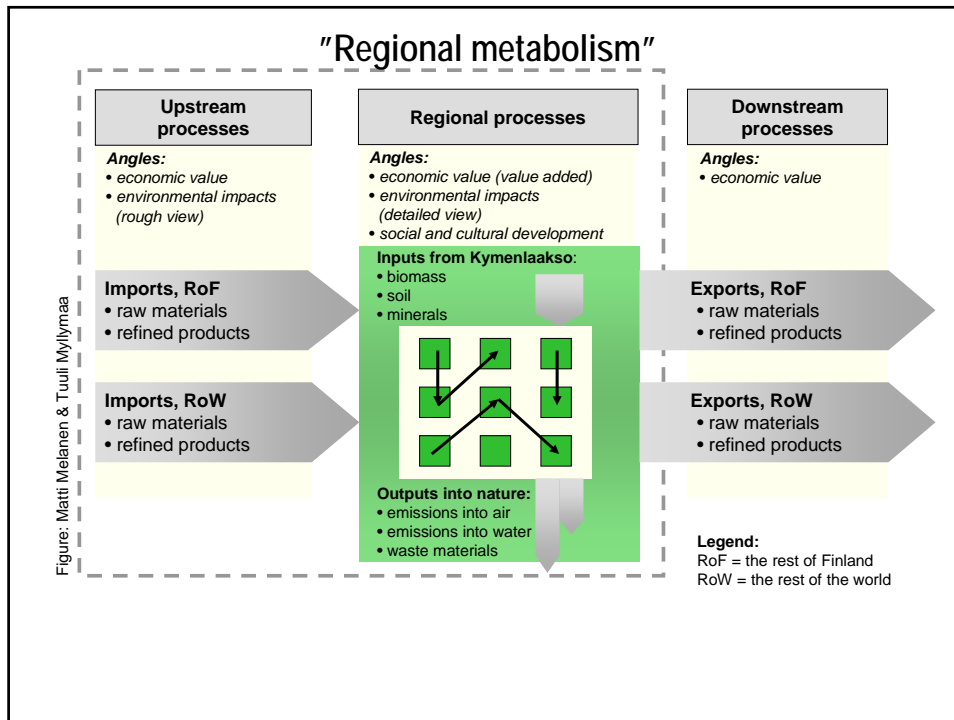 "Regional metabolism"
Upstream
processes
Angles:
• economic value
• environmental impacts
(rough view)
Imports, RoF
• raw materials
• refined products
Imports, RoW
• raw materials
• refined products
Regional processes
Angles:
• economic value (value added)
• environmental impacts
(detailed view)
• social and cultural development
Inputs from Kymenlaakso:
• biomass
• soil
• minerals
Outputs into nature:
• emissions into air
• emissions into water
• waste materials
Downstream
processes
Angles:
• economic value
Exports, RoF
• raw materials
• refined products
Exports, RoW
• raw materials
• refined products
Legend:
RoF = the rest of Finland
RoW = the rest of the world
Figure: Matti Melanen & Tuuli Myllymaa